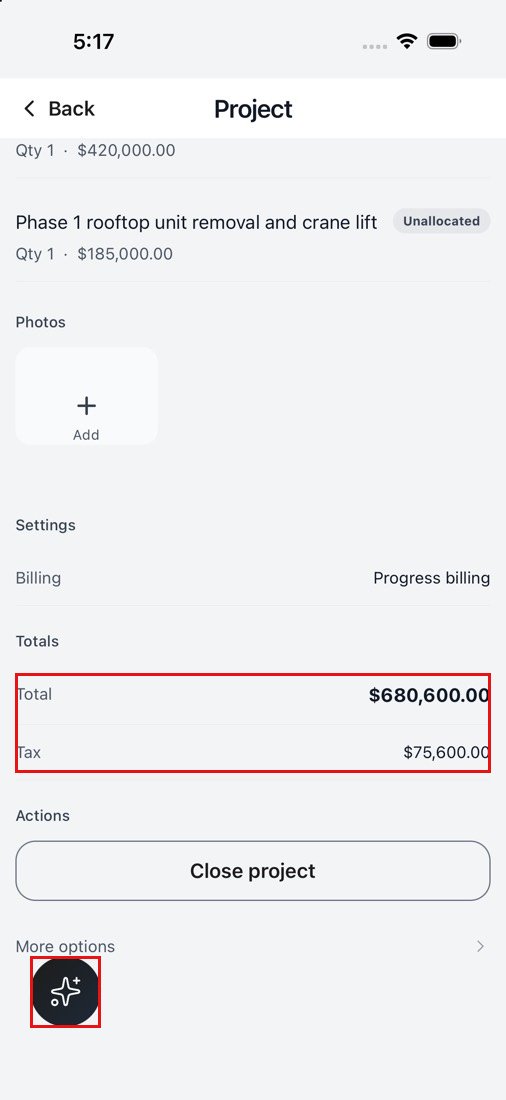 5:17
Back
Project
Qty 1 · $420,000.00
Phase 1 rooftop unit removal and crane lift
Unallocated
Qty 1 · $185,000.00
Photos
Add
Settings
Billing
Progress billing
Totals
Total
$680,600.00
Tax
$75,600.00
Actions
Close project
More options